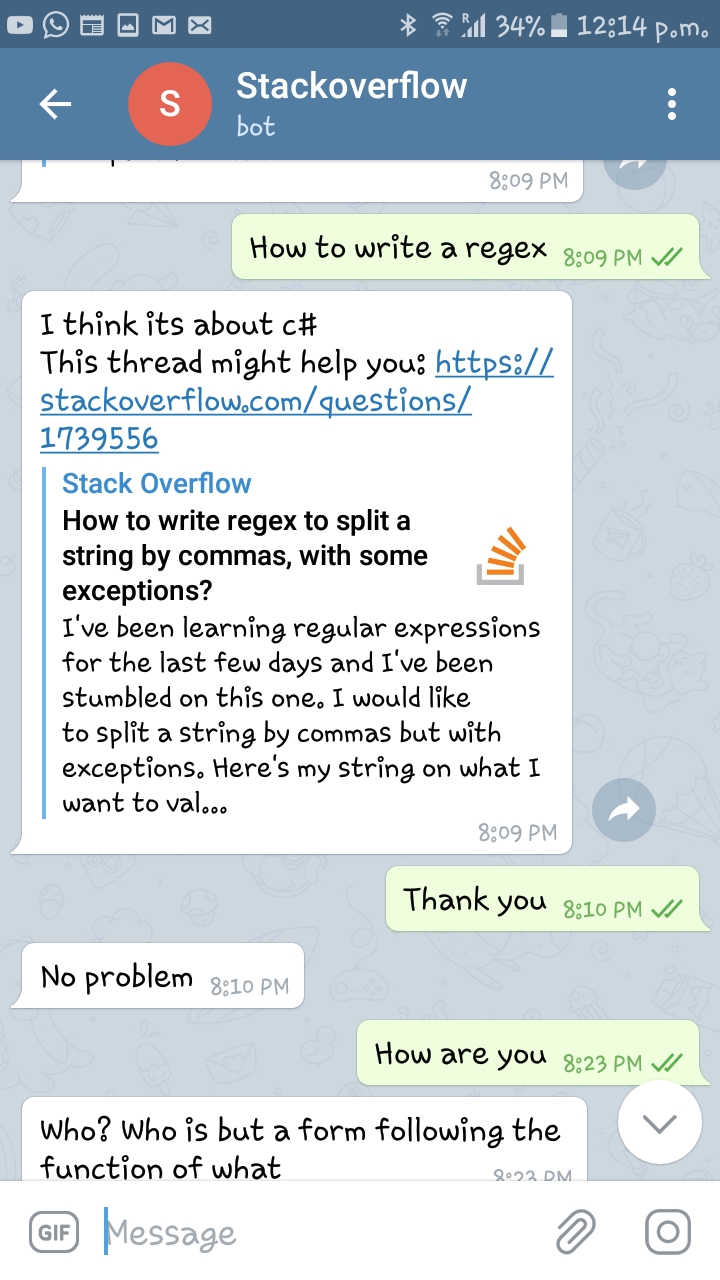 34% 12:14 p.m.
S
Stackoverflow
bot
8:09 PM
How to write a regex 8:09 PM
I think its about c#
This thread might help you: https://
stackoverflow.com/questions/
1739556
Stack Overflow
How to write regex to split a
string by commas, with some
exceptions?
I've been learning regular expressions
for the last few days and I've been
stumbled on this one. I would like
to split a string by commas but with
exceptions. Here's my string on what I
want to val...
8:09 PM
Thank you 8:10 PM
No problem 8:10 PM
How are you 8:23 PM
Who? Who is but a form following the
function of what 8:23 PM
GIF Message